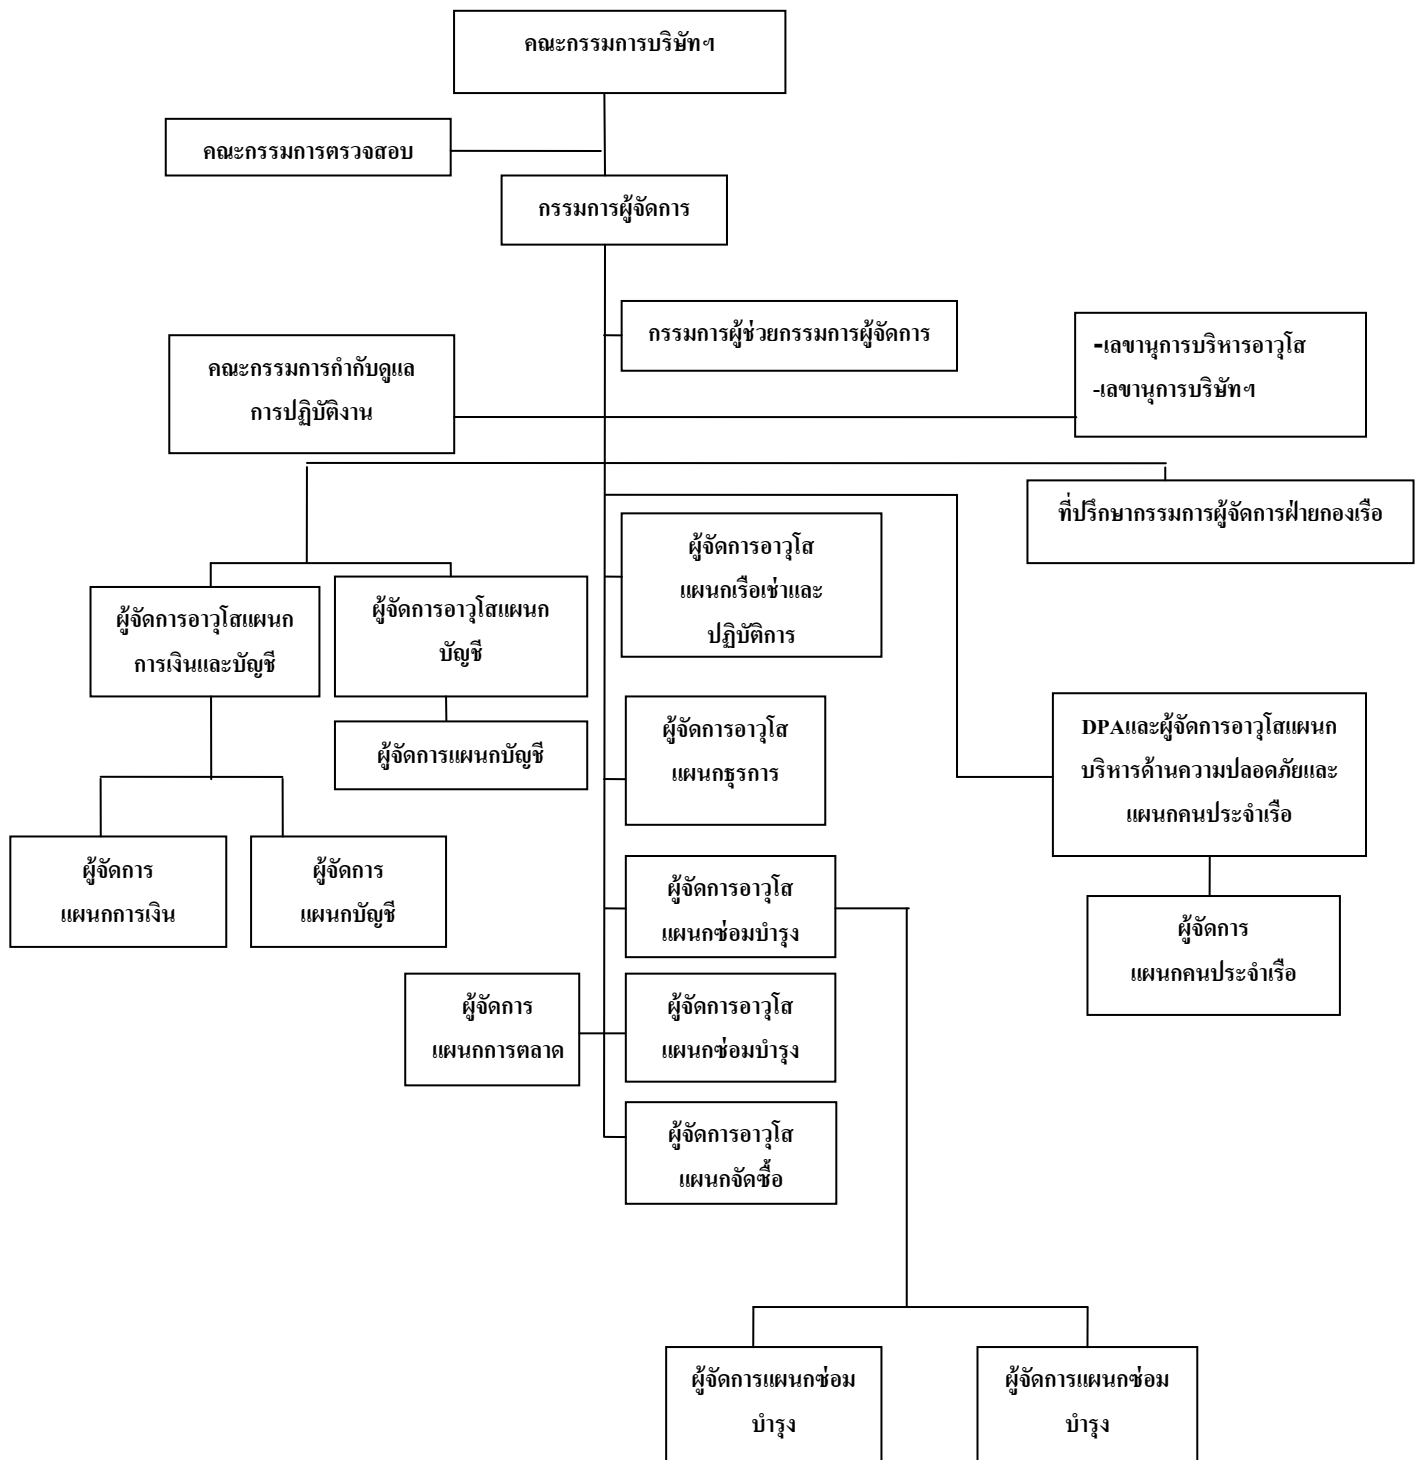 คณะกรรมการบริษัทฯ
คณะกรรมการตรวจสอบ
กรรมการผู้จัดการ
กรรมการผู้ช่วยกรรมการผู้จัดการ
-เลขานุการบริหารอาวุโส
-เลขานุการบริษัทฯ
คณะกรรมการกำกับดูแล
การปฏิบัติงาน
ที่ปรึกษากรรมการผู้จัดการฝ่ายกองเรือ
ผู้จัดการอาวุโส
แผนกเรือเช่าและ
ปฏิบัติการ
ผู้จัดการอาวุโสแผนก
การเงินและบัญชี
ผู้จัดการอาวุโสแผนก
บัญชี
ผู้จัดการแผนกบัญชี
ผู้จัดการอาวุโส
แผนกธุรการ
DPAและผู้จัดการอาวุโสแผนก
บริหารด้านความปลอดภัยและ
แผนกคนประจำเรือ
ผู้จัดการ
แผนกการเงิน
ผู้จัดการ
แผนกบัญชี
ผู้จัดการอาวุโส
แผนกซ่อมบำรุง
ผู้จัดการ
แผนกคนประจำเรือ
ผู้จัดการ
แผนกการตลาด
ผู้จัดการอาวุโส
แผนกซ่อมบำรุง
ผู้จัดการอาวุโส
แผนกจัดซื้อ
ผู้จัดการแผนกซ่อม
บำรุง
ผู้จัดการแผนกซ่อม
บำรุง